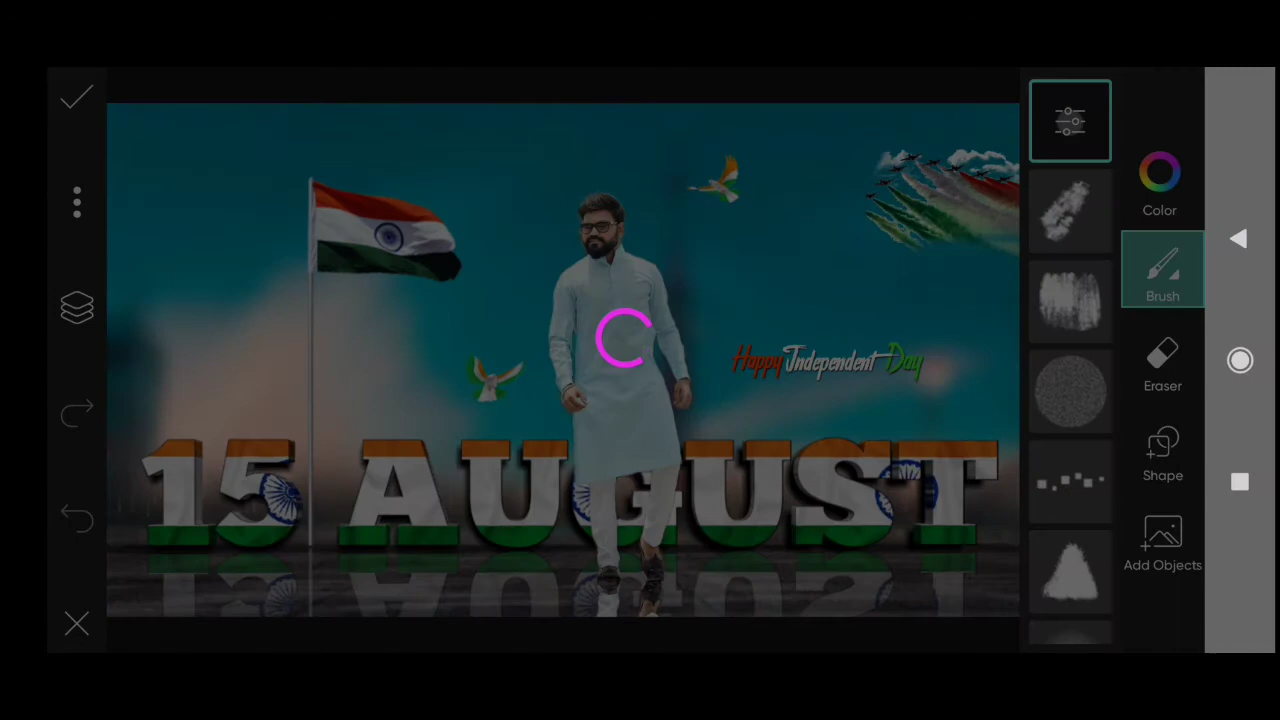 Color
Brush
Happy Independent Day
Eraser
15 AUGUST
Shape
Add Objects